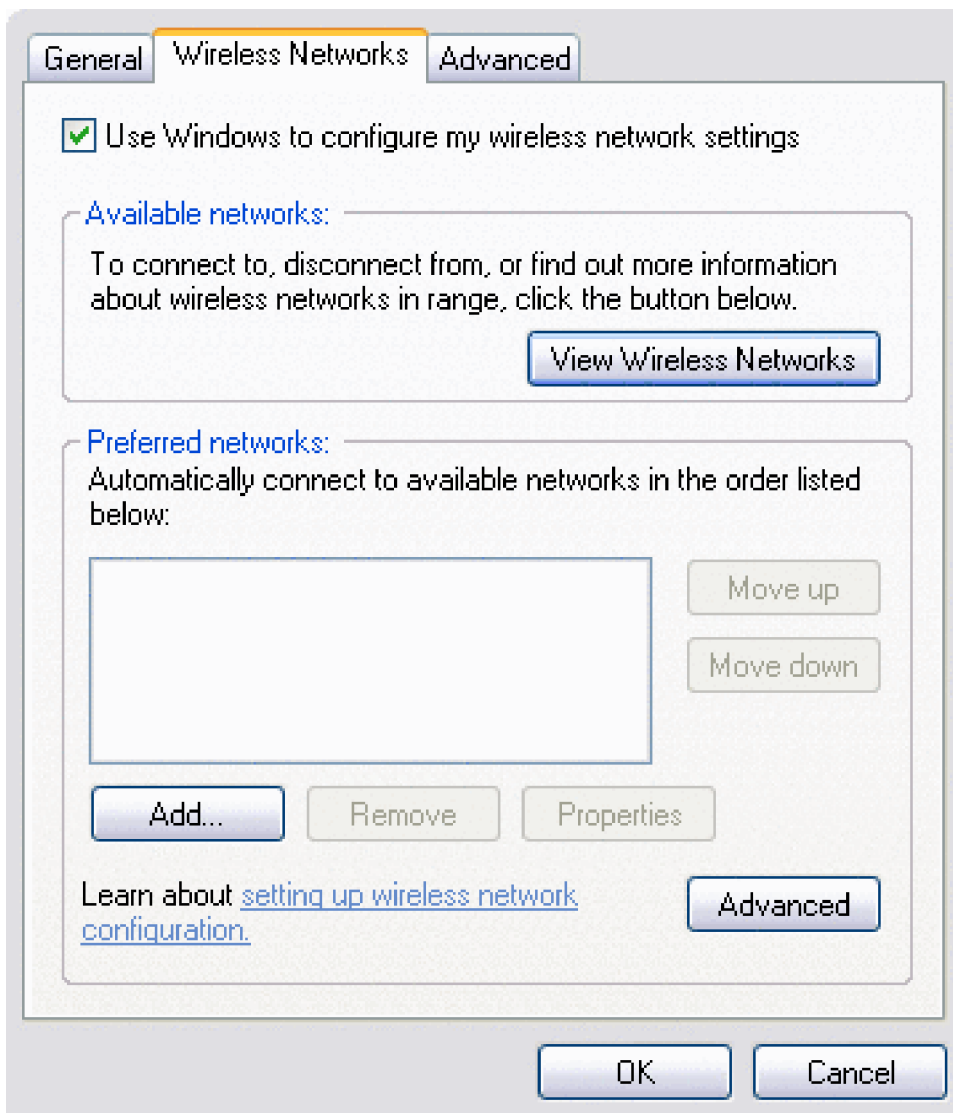 General Wireless Networks Advanced
Use Windows to configure my wireless network settings
Available networks:
To connect to, disconnect from, or find out more information
about wireless networks in range, click the button below.
View Wireless Networks
Preferred networks:
Automatically connect to available networks in the order listed
below:
Move up
Move down
Add... Remove Properties
Learn about setting up wireless network
configuration.
Advanced
OK Cancel